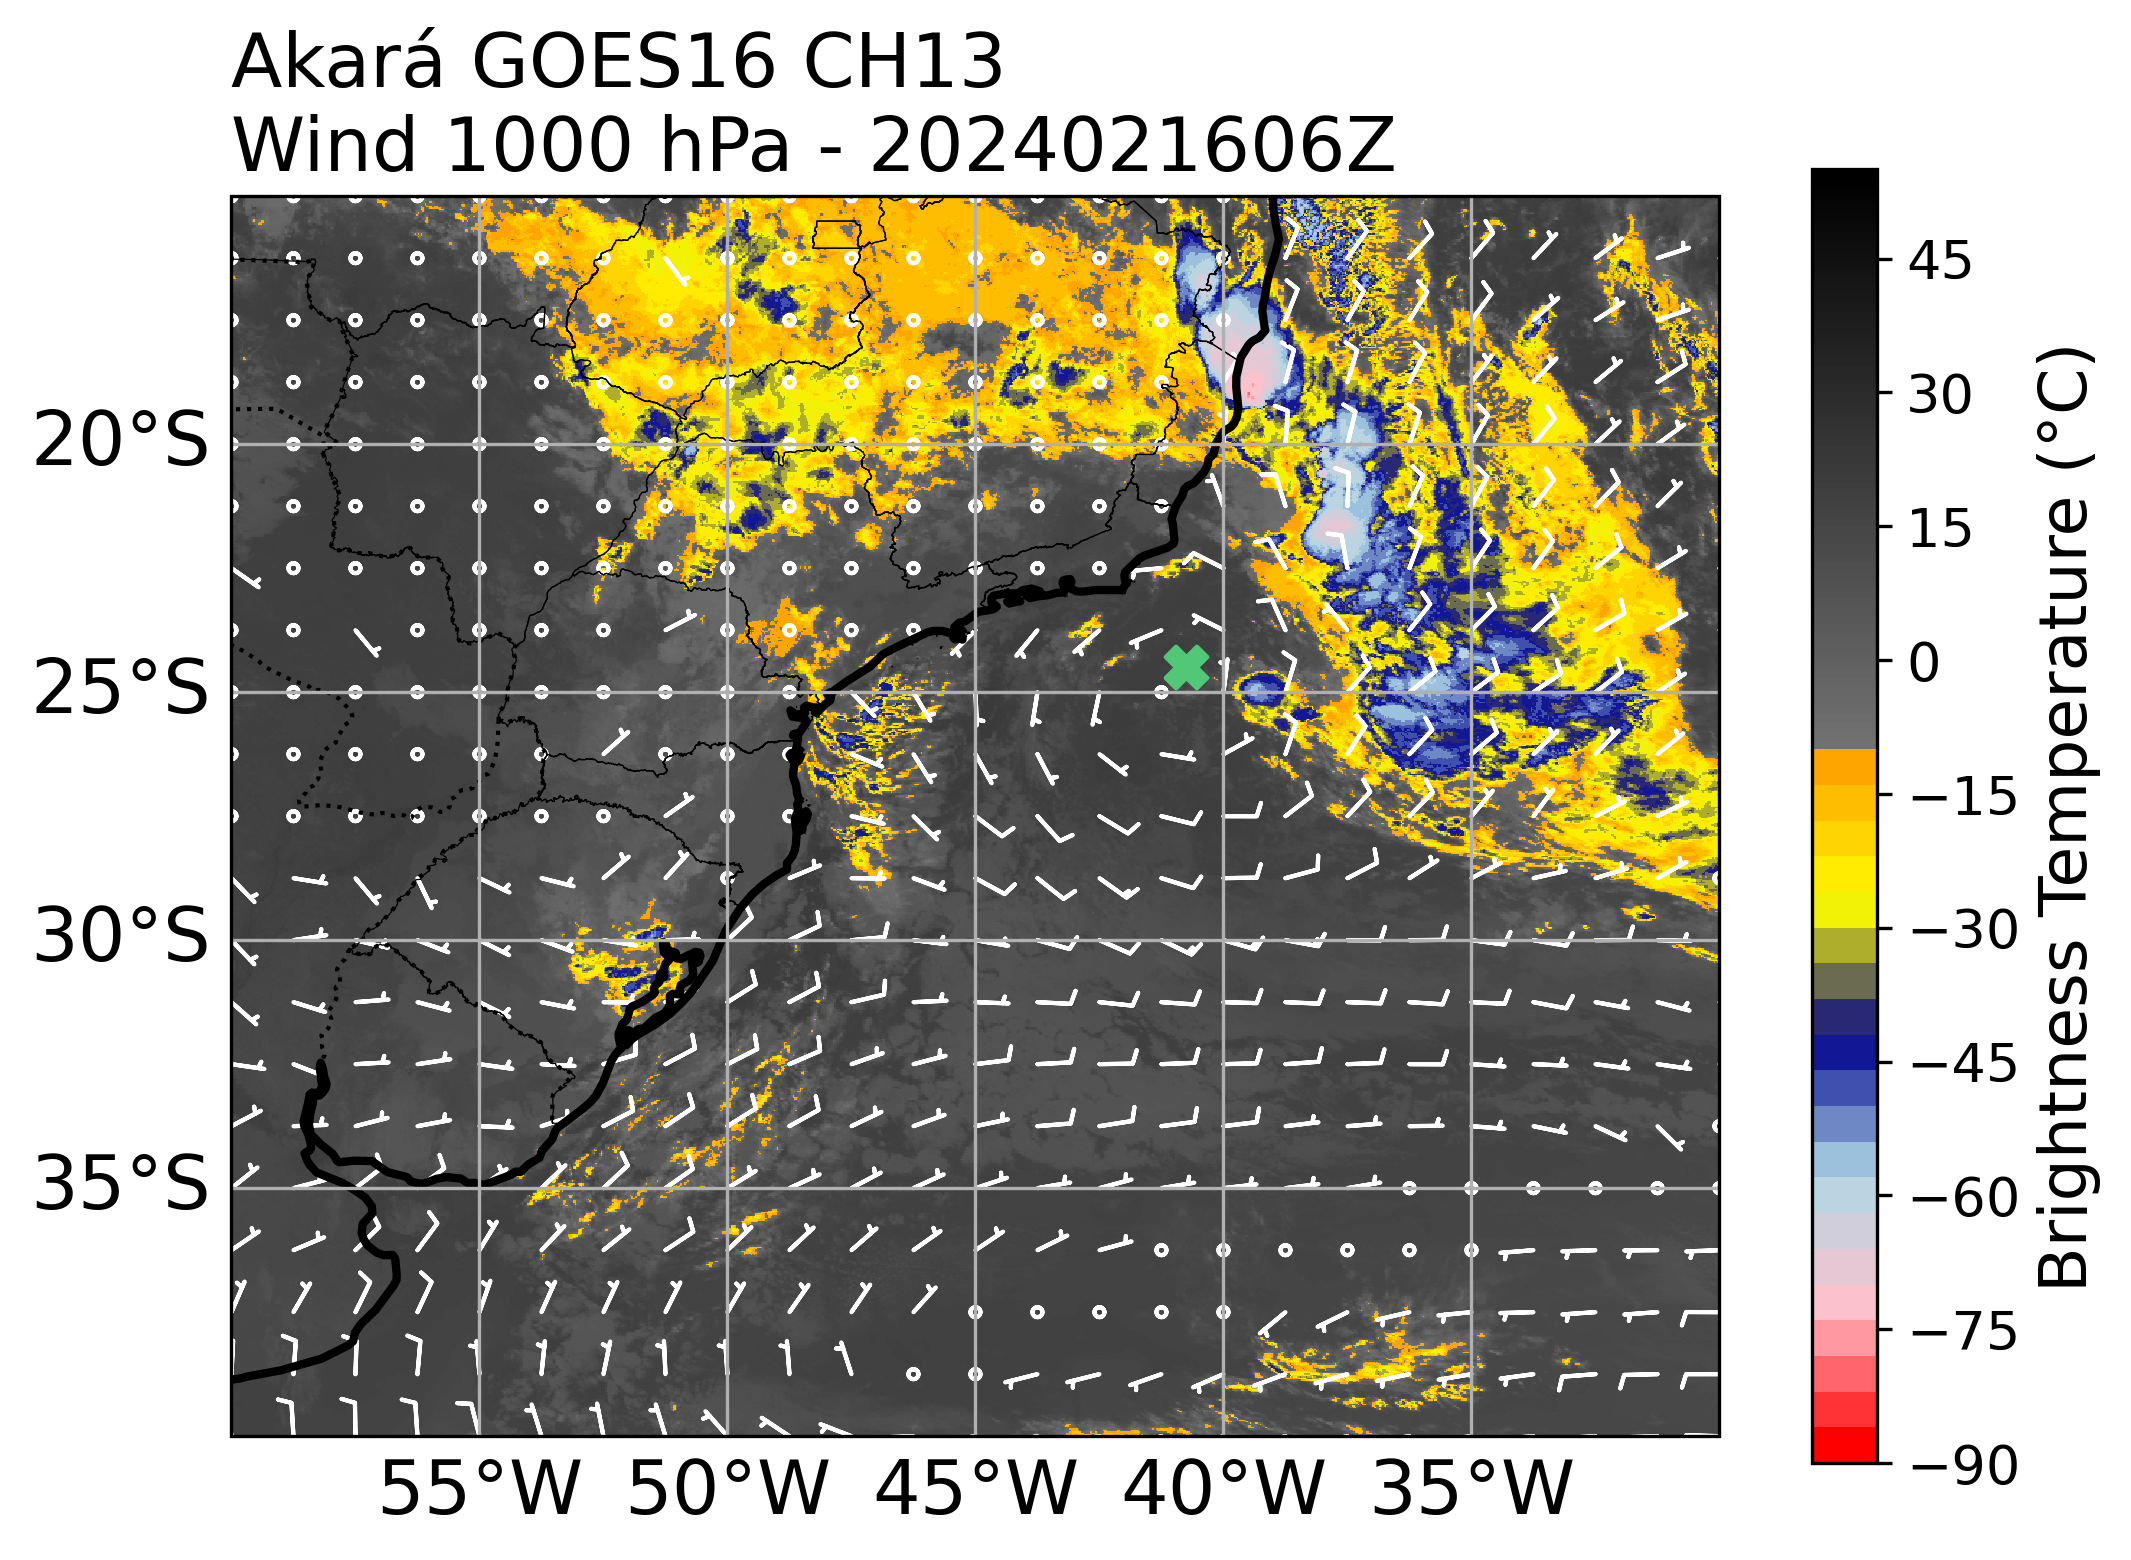 Akará GOES16 CH13
Wind 1000 hPa - 2024021606Z
20°S
25°S
30°S
35°S
55°W 50°W 45°W 40°W 35°W
45
30
15
0
−15
−30
−45
−60
−75
−90
Brightness Temperature (°C)